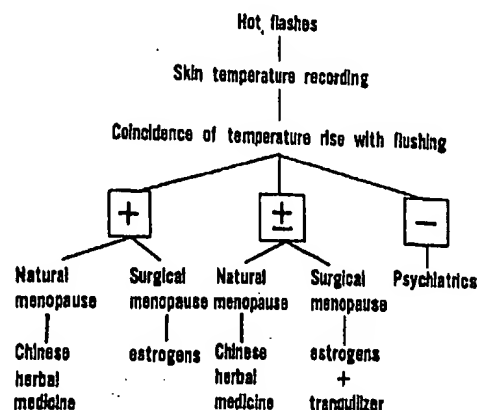 Hot flashes
Skin temperature recording
Coincidence of temperature rise with flushing
+
±
−
Natural menopause
Surgical menopause
Natural menopause
Surgical menopause
Psychiatrics
Chinese herbal medicine
estrogens
Chinese herbal medicine
estrogens + tranquilizer